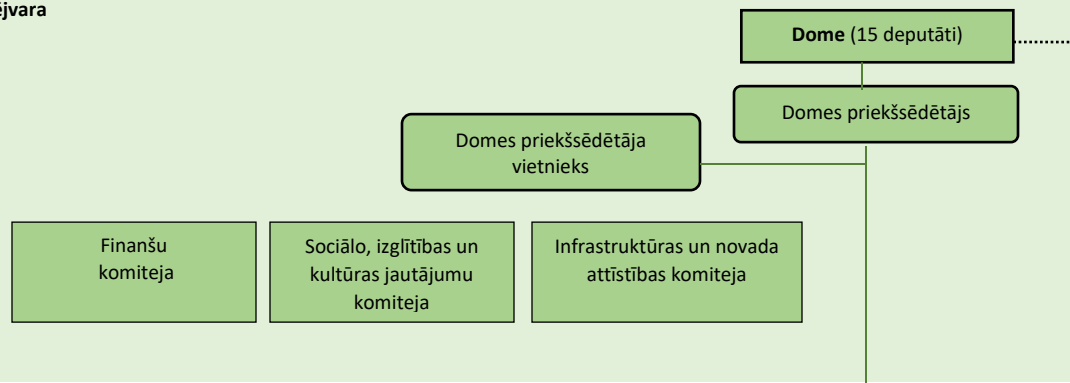 Dome (15 deputāti)
Domes priekšsēdētājs
Domes priekšsēdētāja
vietnieks
Finanšu
komiteja
Sociālo, izglītības un
kultūras jautājumu
komiteja
Infrastruktūras un novada
attīstības komiteja